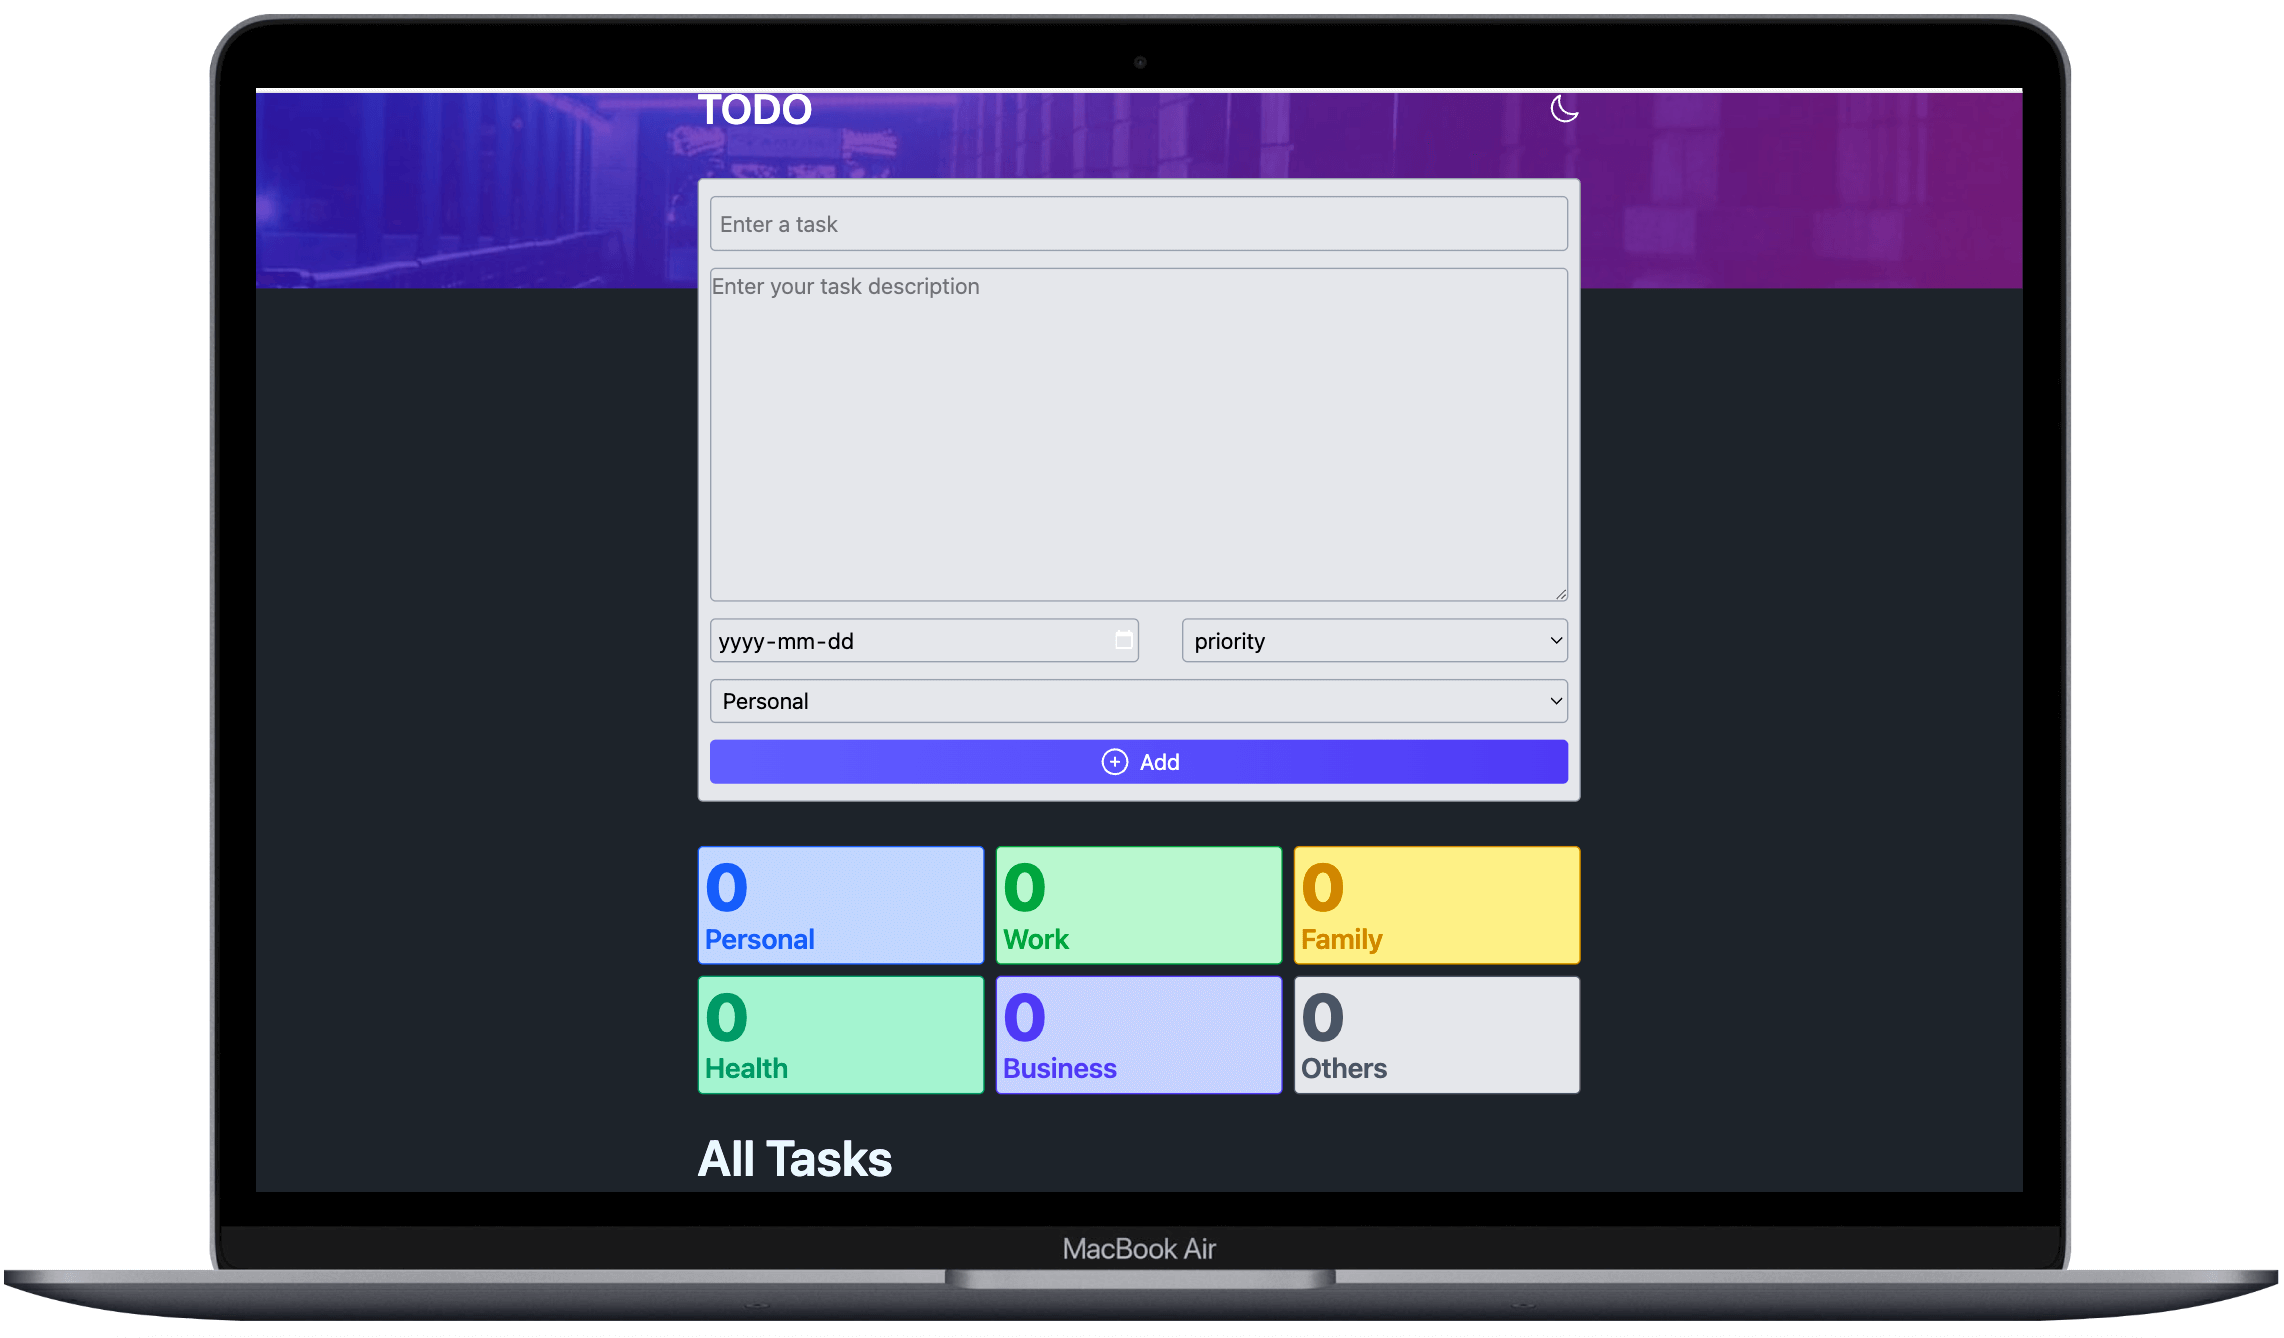 TODO
Enter a task
Enter your task description
yyyy-mm-dd
priority
Personal
Add
0
Personal
0
Work
0
Family
0
Health
0
Business
0
Others
All Tasks
MacBook Air